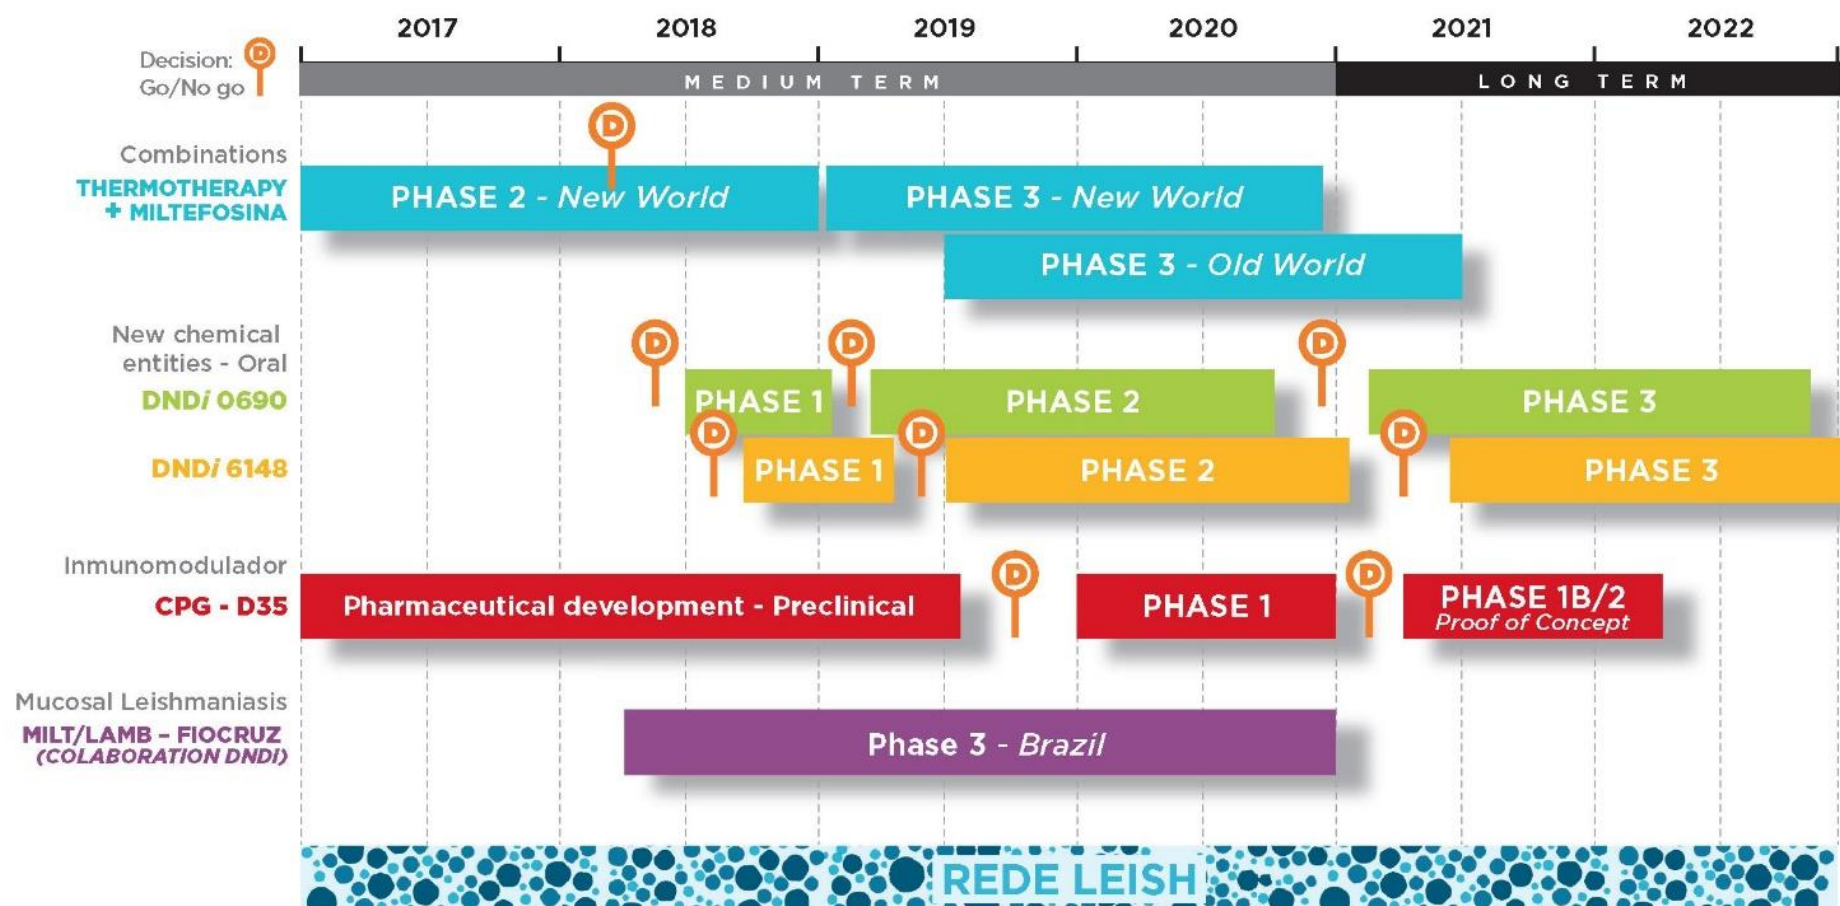 2017 2018 2019 2020 2021 2022
Decision:
Go/No go
D
MEDIUM TERM
LONG TERM
D
Combinations
THERMOTHERAPY
+ MILTEFOSINA
PHASE 2 - New World
PHASE 3 - New World
PHASE 3 - Old World
New chemical
entities - Oral
D D D
DNDi 0690
PHASE 1
PHASE 2
PHASE 3
D D D
DNDi 6148
PHASE 1
PHASE 2
PHASE 3
Inmunomodulador
CPG - D35
Pharmaceutical development - Preclinical
D
PHASE 1
D
PHASE 1B/2
Proof of Concept
Mucosal Leishmaniasis
MILT/LAMB – FIOCRUZ
(COLABORATION DNDi)
Phase 3 - Brazil
REDE LEISH